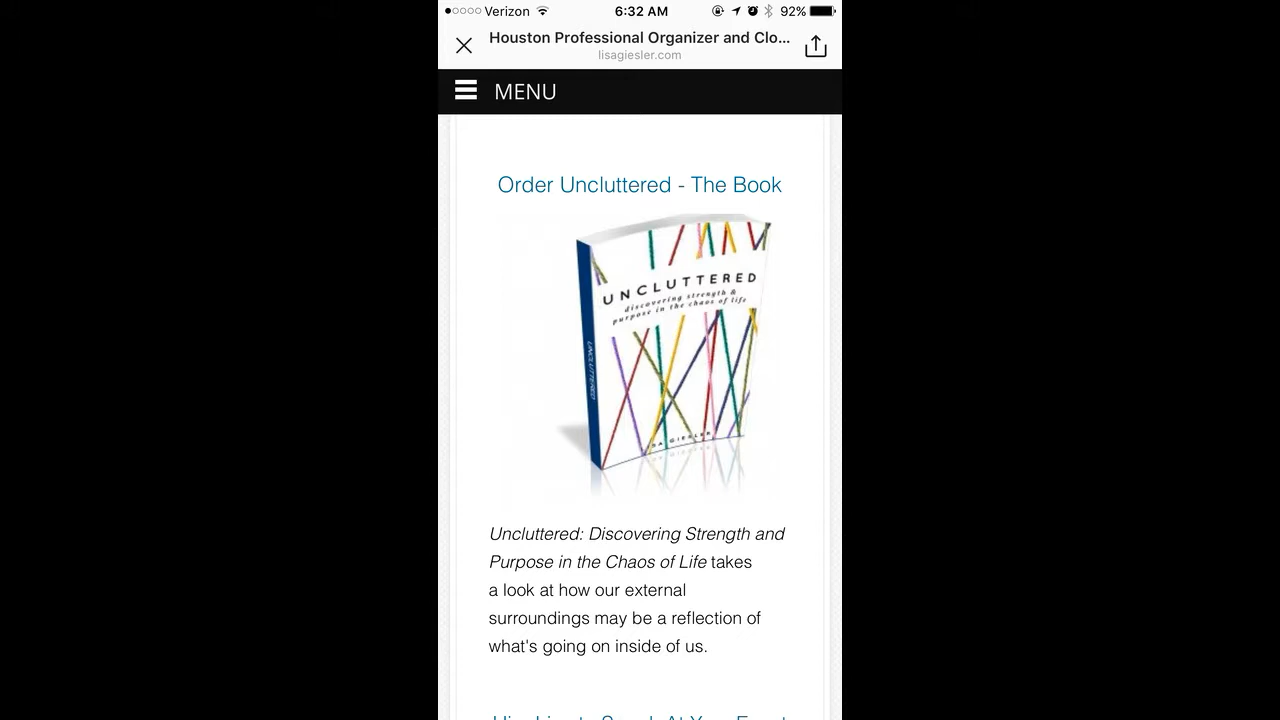 Verizon 6:32 AM 92%
Houston Professional Organizer and Clo...
lisagiesler.com
MENU
Order Uncluttered - The Book
UNCLUTTERED
discovering strength &
purpose in the chaos of life
UNCLUTTERED
GIESLER
Uncluttered: Discovering Strength and
Purpose in the Chaos of Life takes
a look at how our external
surroundings may be a reflection of
what's going on inside of us.